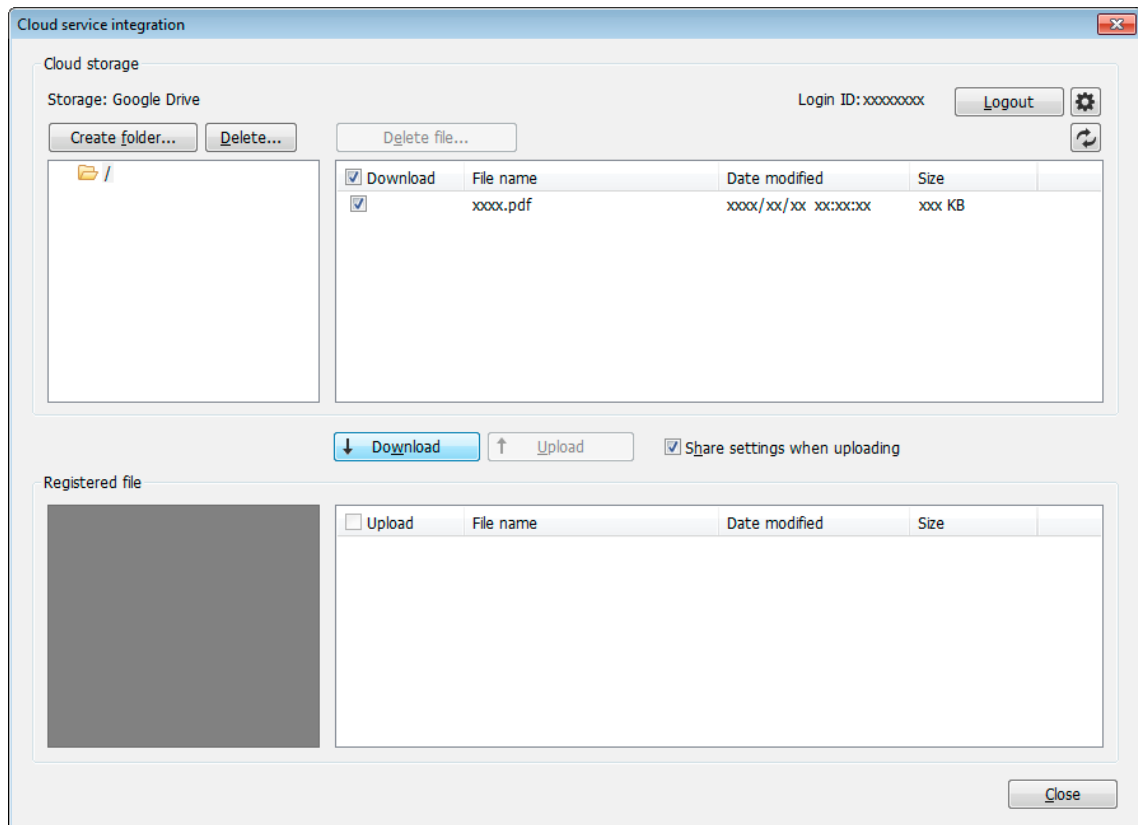 Cloud service integration
Cloud storage
Storage: Google Drive Login ID: xxxxxxxx Logout
Create folder... Delete... Delete file...
/ Download File name Date modified Size
xxxx.pdf xxxx/xx/xx xx:xx:xx xxx KB
Download Upload Share settings when uploading
Registered file
Upload File name Date modified Size
Close